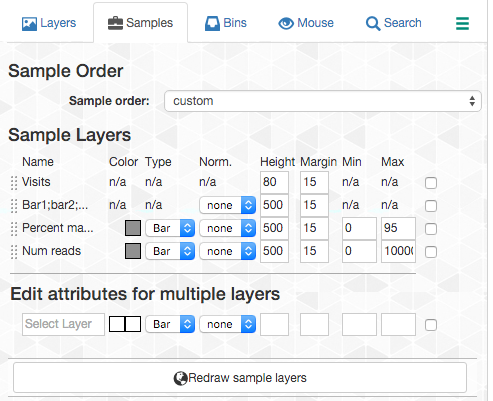 Layers Samples Bins Mouse Search
Sample Order
Sample order: custom
Sample Layers
Name Color Type Norm. Height Margin Min Max
Visits n/a n/a n/a 80 15 n/a n/a
Bar1;bar2;... n/a n/a none 500 15 n/a n/a
Percent ma... Bar none 500 15 0 95
Num reads Bar none 500 15 0 10000
Edit attributes for multiple layers
Select Layer Bar none
Redraw sample layers